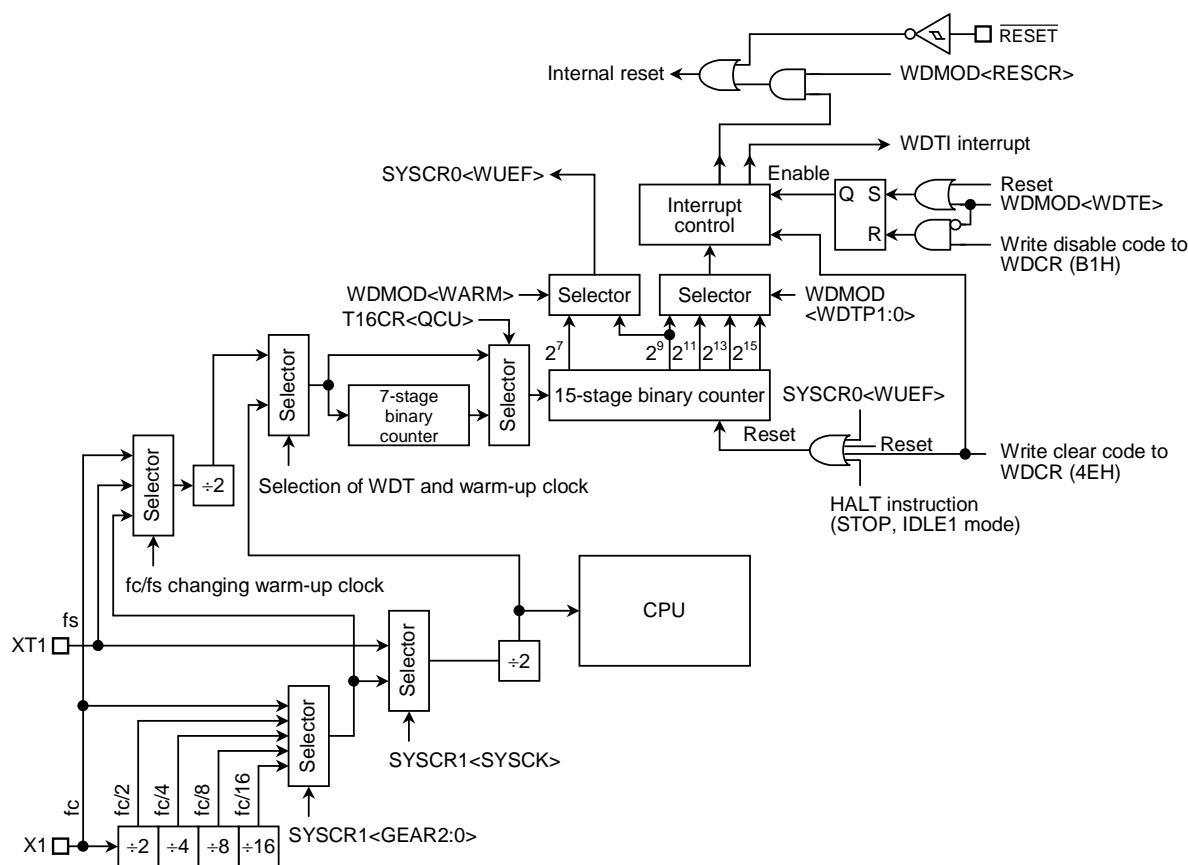 RESET
Internal reset
WDMOD<RESCR>
WDTI interrupt
SYSCR0<WUEF>
Enable
Interrupt
control
Q
S
R
Reset
WDMOD<WDTE>
Write disable code to
WDCR (B1H)
WDMOD<WARM>
Selector
Selector
WDMOD
<WDTP1:0>
T16CR<QCU>
2^7
2^9
2^11
2^13
2^15
Selector
7-stage
binary
counter
Selector
15-stage binary counter
SYSCR0<WUEF>
Reset
Reset
Write clear code to
WDCR (4EH)
HALT instruction
(STOP, IDLE1 mode)
Selector
÷2
Selection of WDT and warm-up clock
fc/fs changing warm-up clock
CPU
fs
XT1
Selector
÷2
Selector
SYSCR1<SYSCK>
fc
fc/2
fc/4
fc/8
fc/16
SYSCR1<GEAR2:0>
X1
÷2
÷4
÷8
÷16